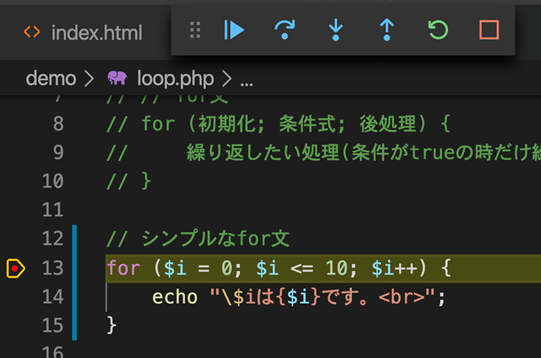 index.html
demo > loop.php > ...
7 // // for文
8 // for (初期化; 条件式; 後処理) {
9 //     繰り返したい処理(条件がtrueの時だけ
10 // }
11
12 // シンプルなfor文
13 for ($i = 0; $i <= 10; $i++) {
14     echo "\$iは{$i}です。<br>";
15 }
16